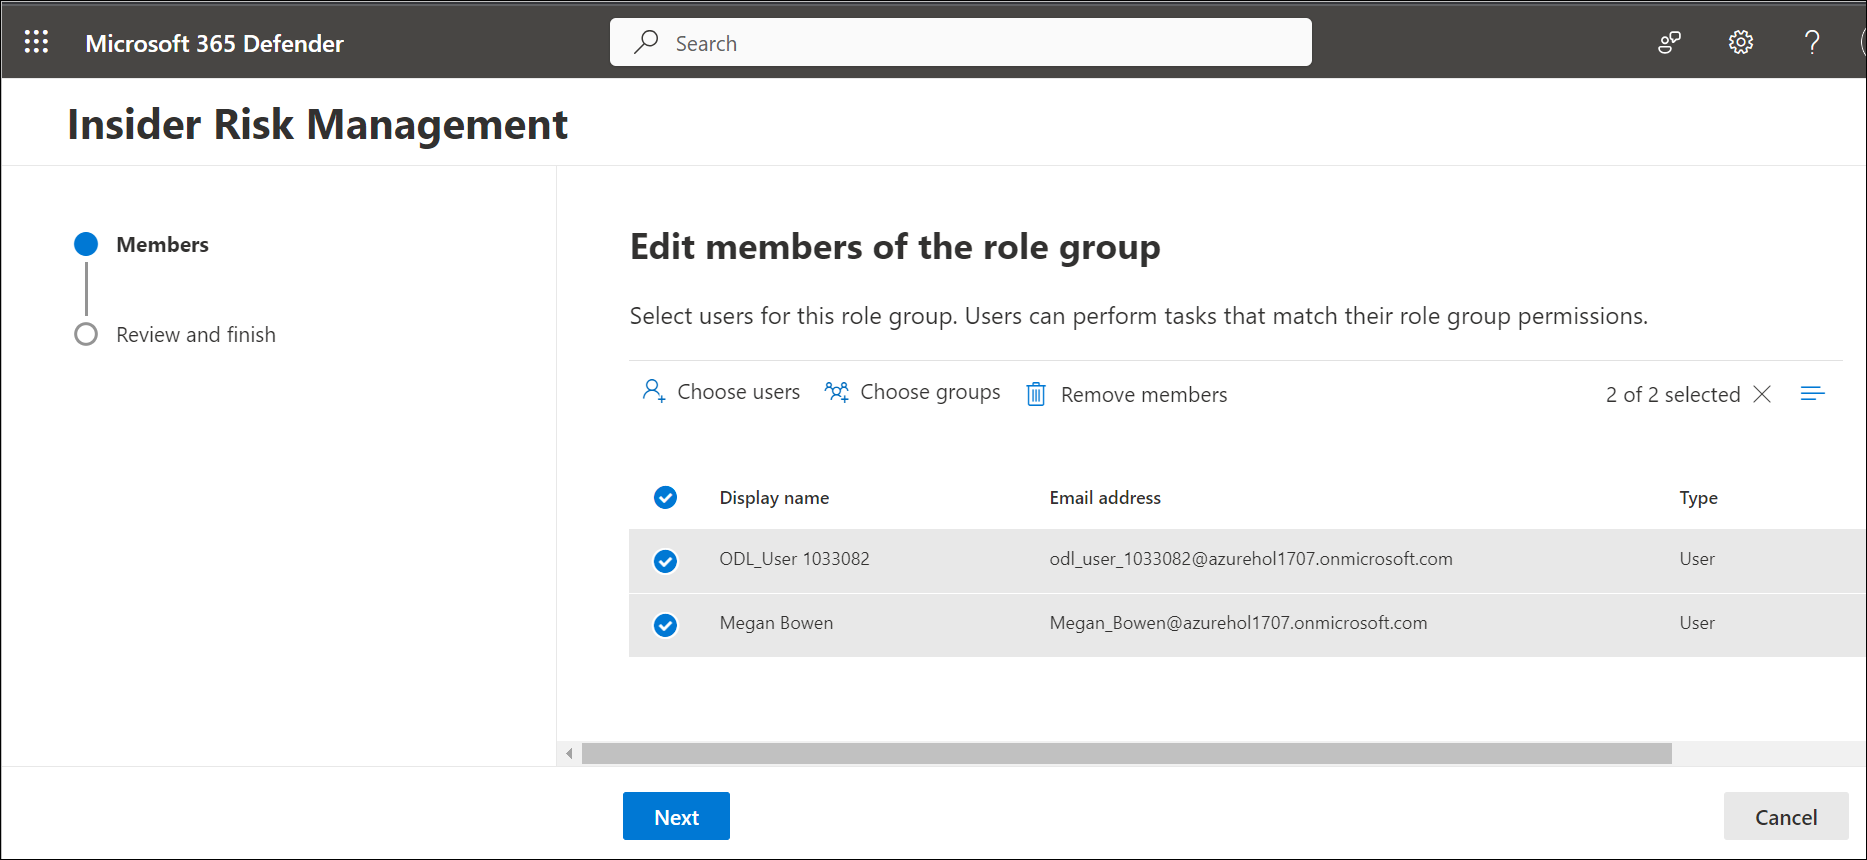 Microsoft 365 Defender
Search
Insider Risk Management
Members
Review and finish
Edit members of the role group
Select users for this role group. Users can perform tasks that match their role group permissions.
Choose users Choose groups Remove members 2 of 2 selected
Display name Email address Type
ODL_User 1033082 odl_user_1033082@azurehol1707.onmicrosoft.com User
Megan Bowen Megan_Bowen@azurehol1707.onmicrosoft.com User
Next Cancel